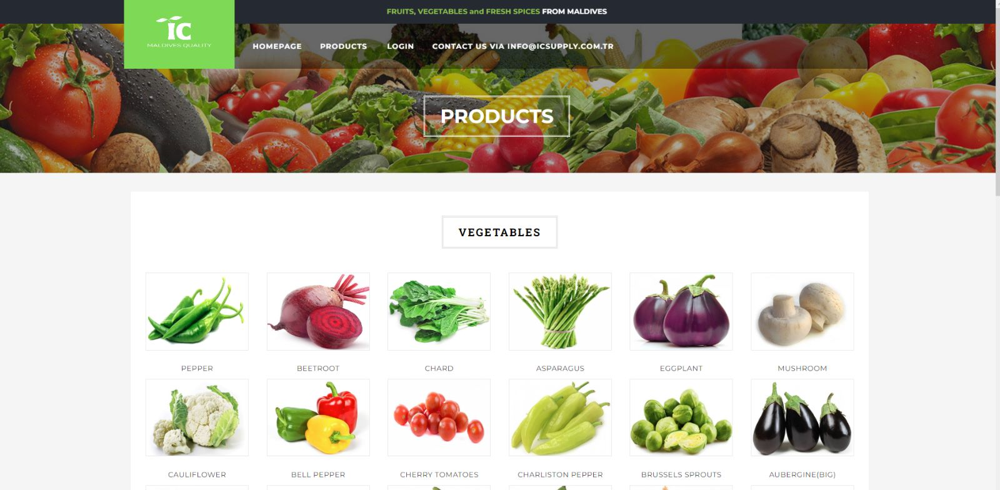 FRUITS, VEGETABLES and FRESH SPICES FROM MALDIVES
IC
MALDIVES QUALITY
HOMEPAGE PRODUCTS LOGIN CONTACT US VIA INFO@ICSUPPLY.COM.TR
PRODUCTS
VEGETABLES
PEPPER BEETROOT CHARD ASPARAGUS EGGPLANT MUSHROOM
CAULIFLOWER BELL PEPPER CHERRY TOMATOES CHARLISTON PEPPER BRUSSELS SPROUTS AUBERGINE(BIG)